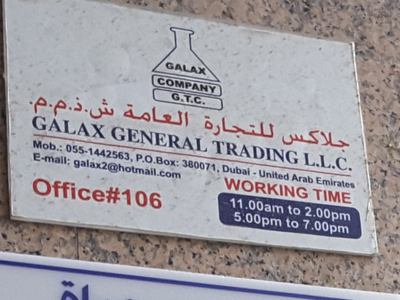 GALAX
COMPANY
G.T.C.
جلاكس للتجارة العامة ش.ذ.م.م.
GALAX GENERAL TRADING L.L.C.
Mob.: 055-1442563, P.O.Box: 380071, Dubai - United Arab Emirates
E-mail: galax2@hotmail.com
WORKING TIME
Office#106
11.00am to 2.00pm
5.00pm to 7.00pm